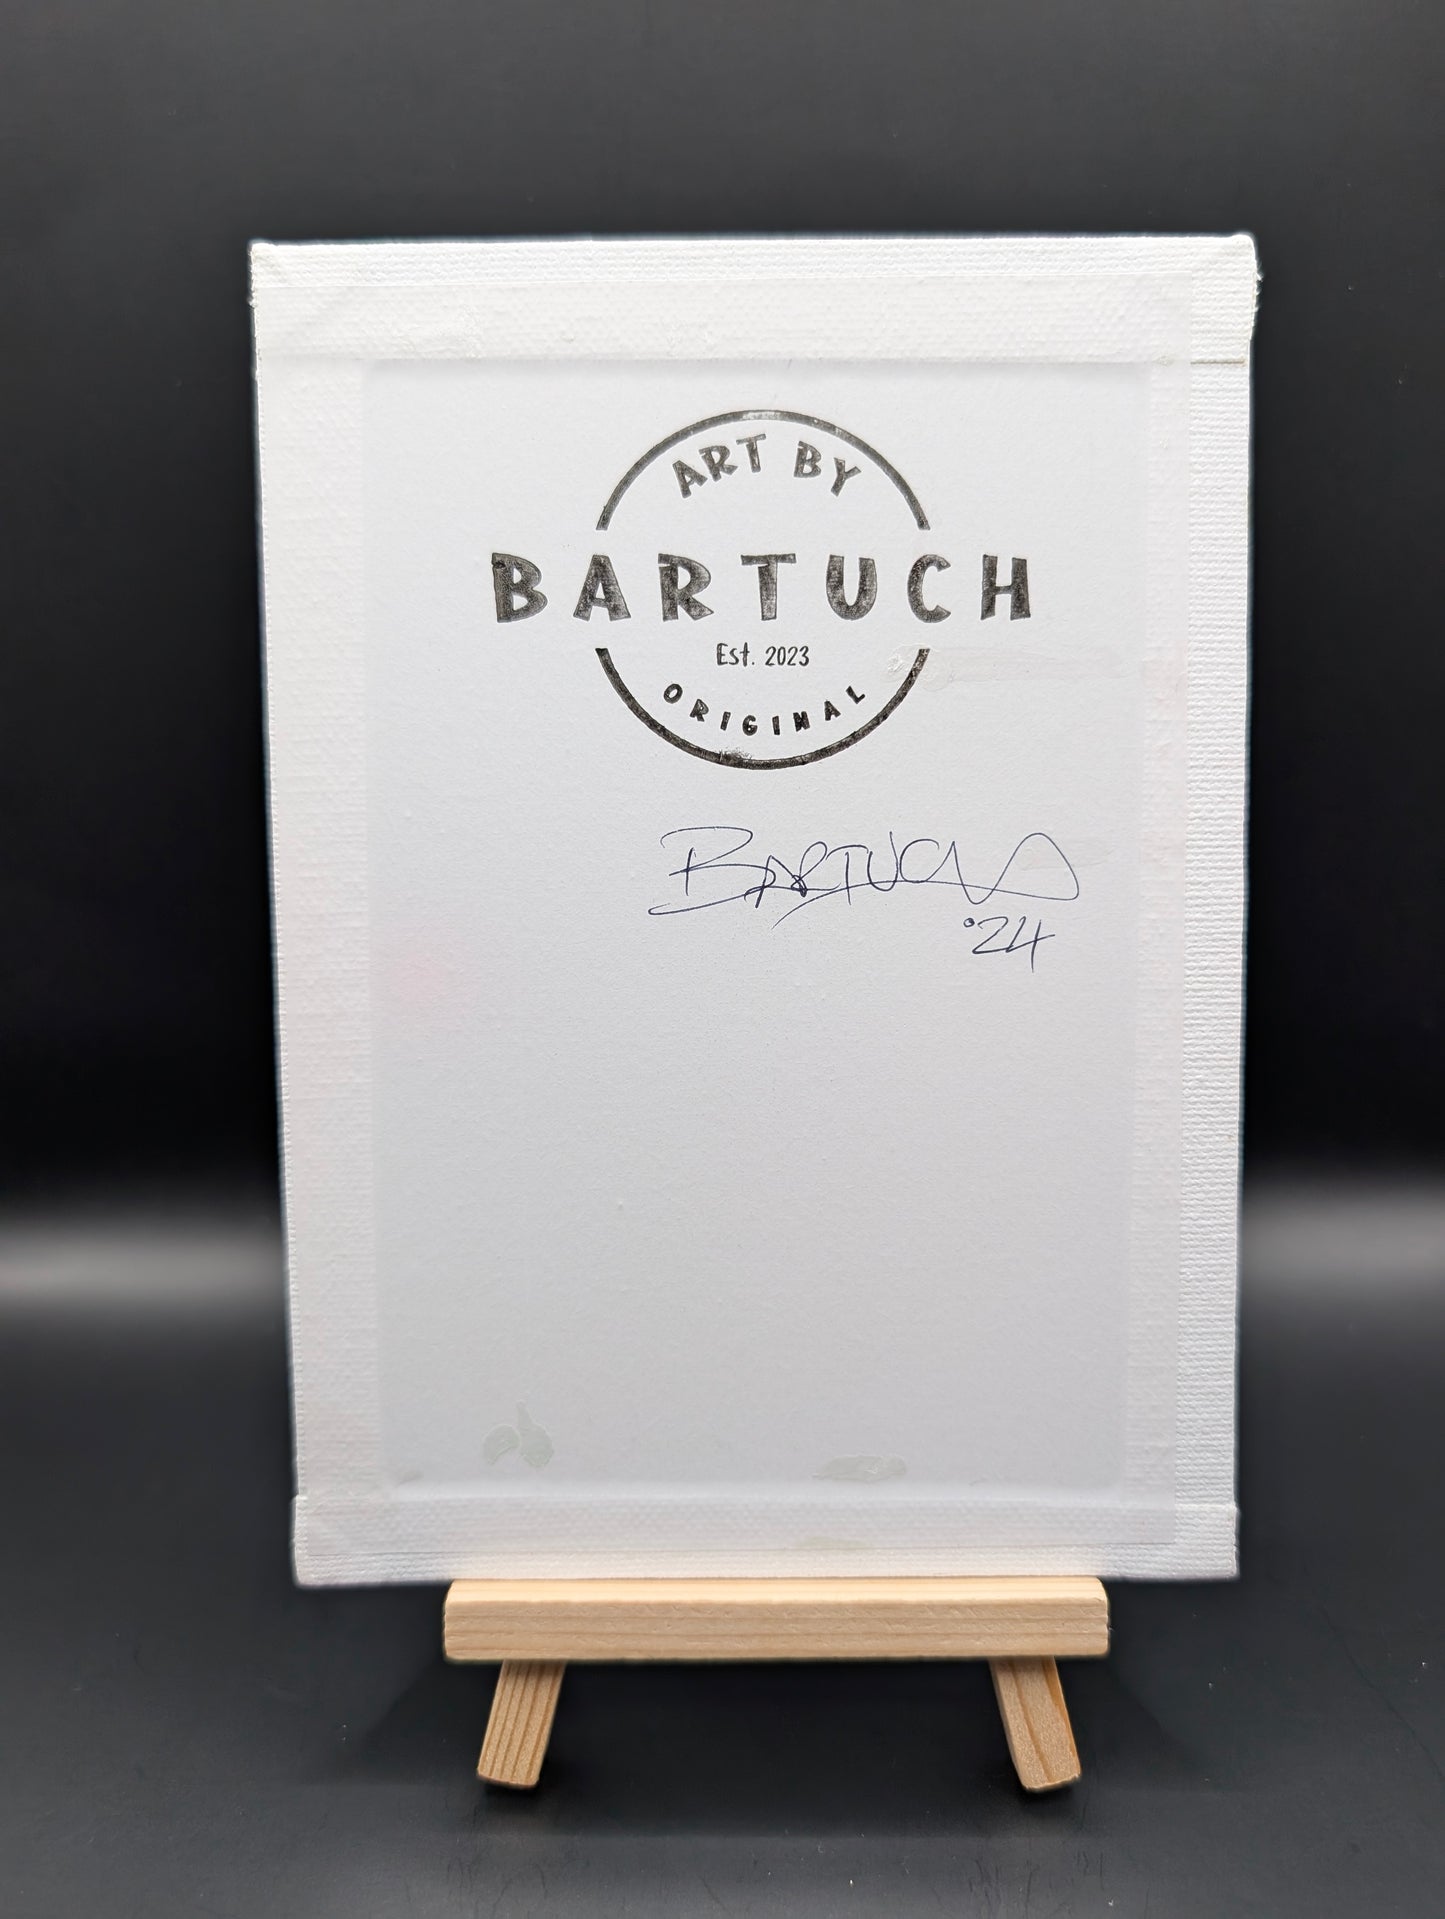 ART BY
BARTUCH
Est. 2023
ORIGINAL
BARTUCH
'24